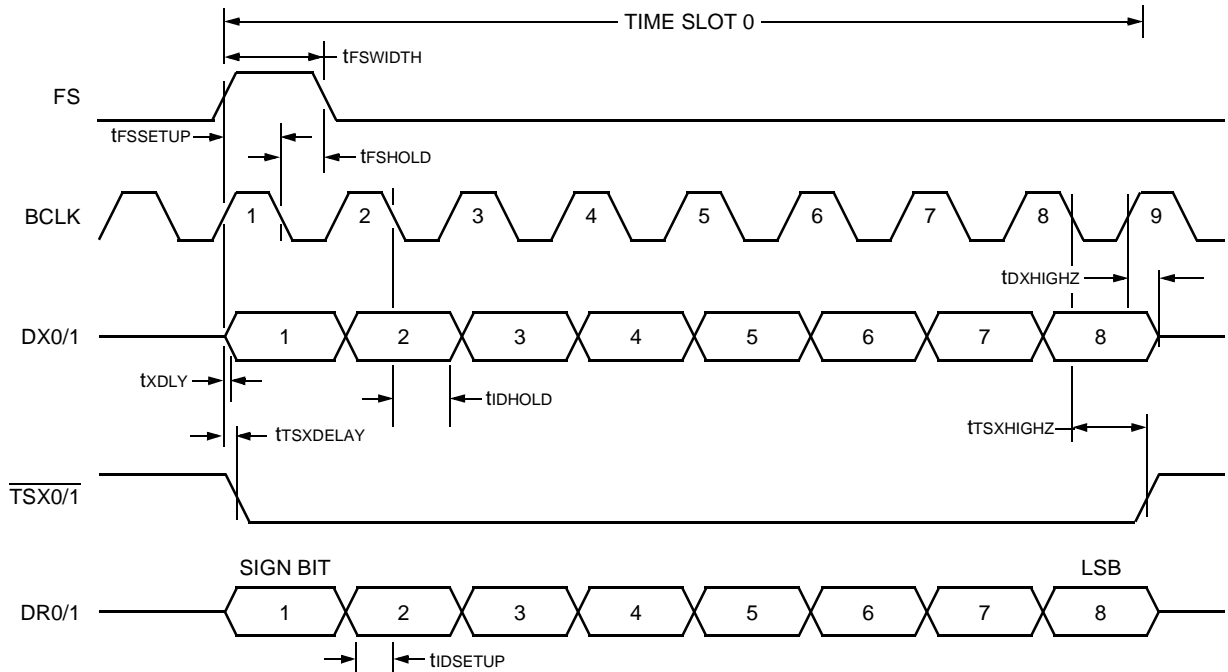 TIME SLOT 0
tFSWIDTH
FS
tFSSETUP
tFSHOLD
BCLK
1 2 3 4 5 6 7 8 9
tDXHIGHZ
DX0/1
1 2 3 4 5 6 7 8
tXDLY
tIDHOLD
tTSXDELAY
tTSXHIGHZ
TSX0/1
SIGN BIT LSB
DR0/1
1 2 3 4 5 6 7 8
tIDSETUP